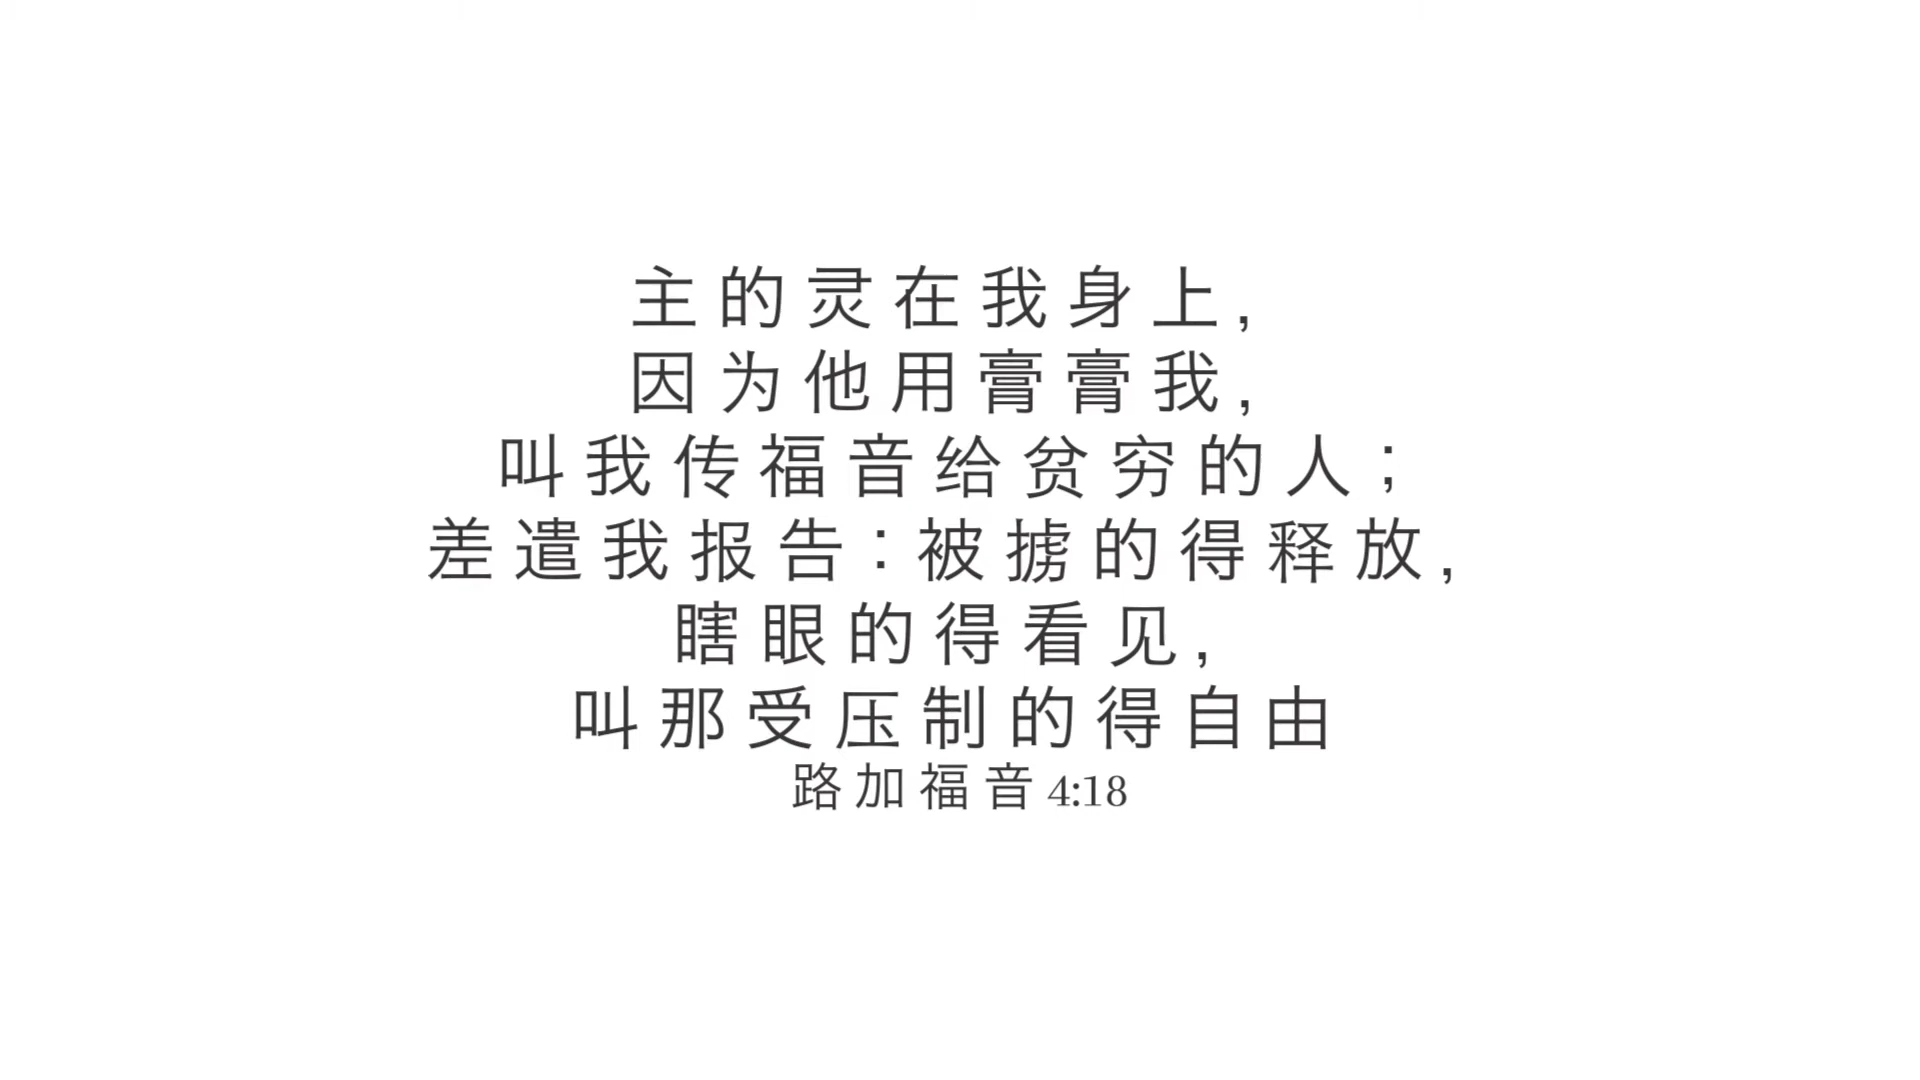 主的灵在我身上,
因为他用膏膏我,
叫我传福音给贫穷的人;
差遣我报告:被掳的得释放,
瞎眼的得看见,
叫那受压制的得自由
路加福音 4:18